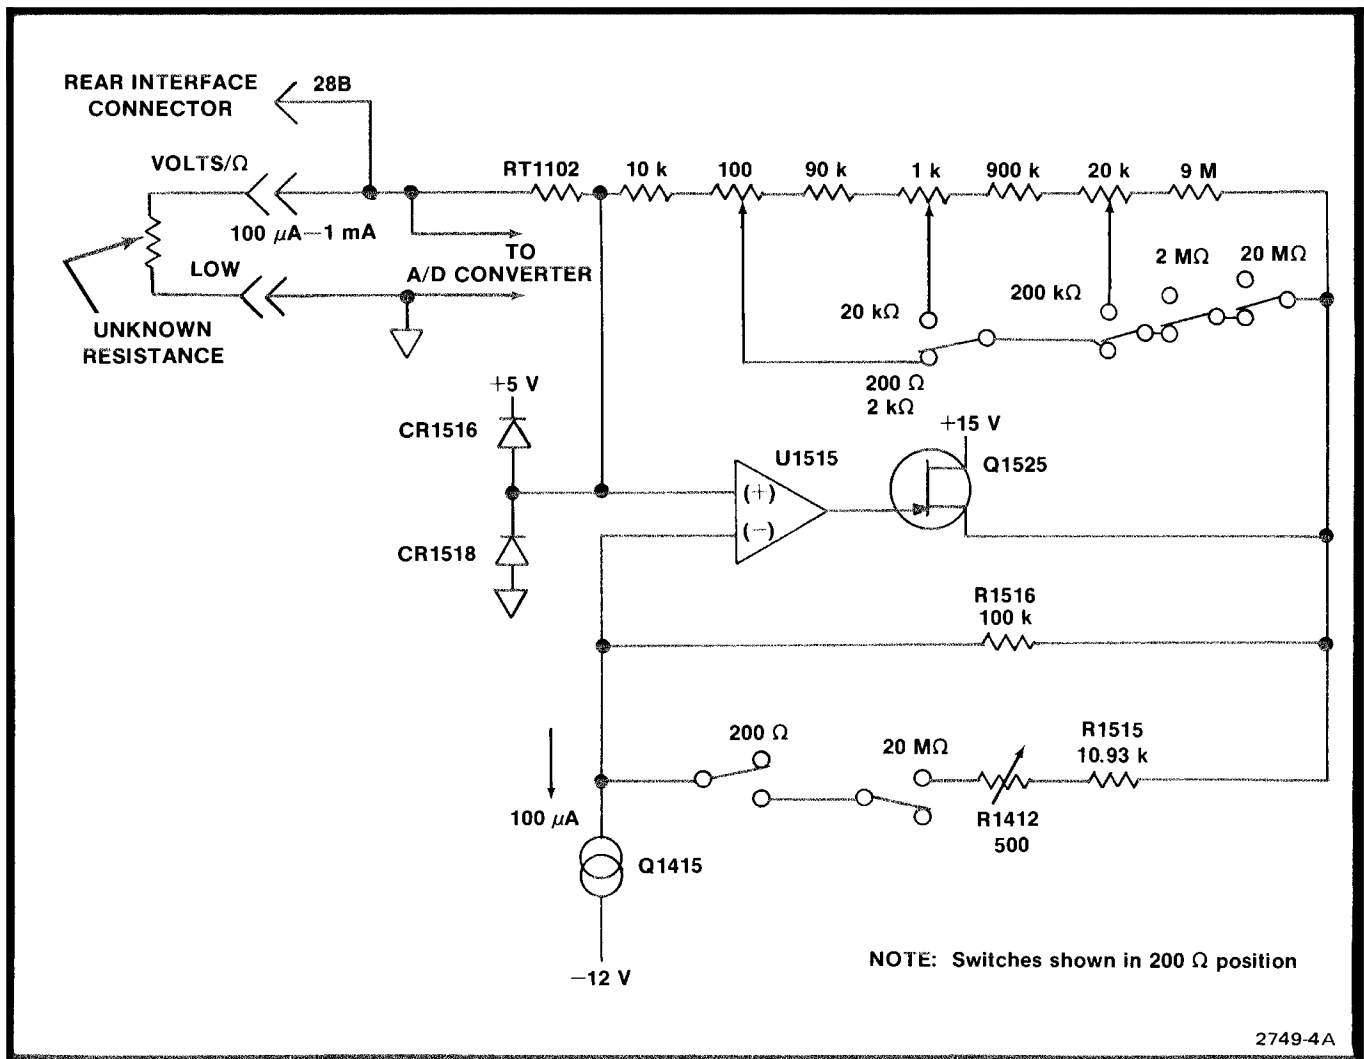 REAR INTERFACE
CONNECTOR
28B
VOLTS/Ω
RT1102
10 k
100
90 k
1 k
900 k
20 k
9 M
100 μA—1 mA
TO
A/D CONVERTER
LOW
UNKNOWN
RESISTANCE
2 MΩ
20 MΩ
200 kΩ
20 kΩ
200 Ω
2 kΩ
+5 V
CR1516
CR1518
U1515
(+)
(−)
+15 V
Q1525
R1516
100 k
200 Ω
20 MΩ
R1515
10.93 k
R1412
500
100 μA
Q1415
−12 V
NOTE: Switches shown in 200 Ω position
2749-4A